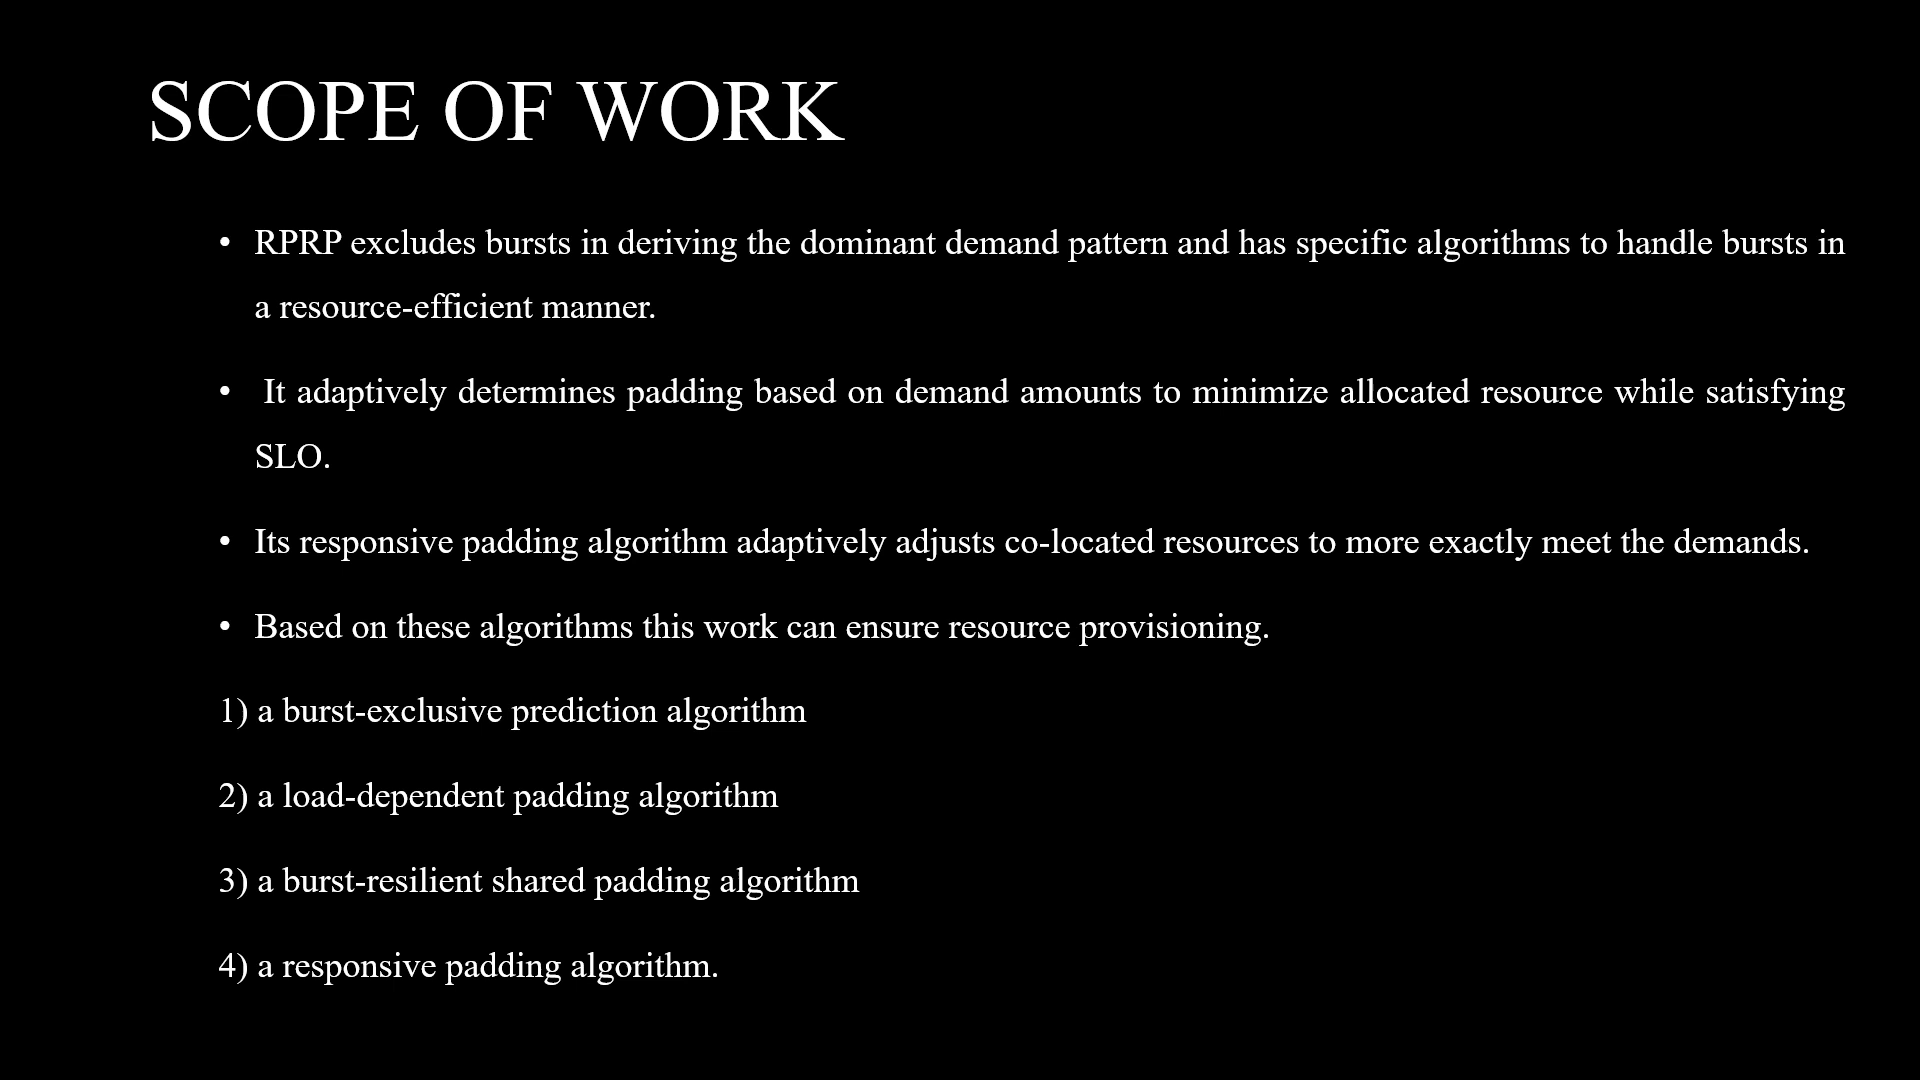 SCOPE OF WORK
• RPRP excludes bursts in deriving the dominant demand pattern and has specific algorithms to handle bursts in
a resource-efficient manner.
• It adaptively determines padding based on demand amounts to minimize allocated resource while satisfying
SLO.
• Its responsive padding algorithm adaptively adjusts co-located resources to more exactly meet the demands.
• Based on these algorithms this work can ensure resource provisioning.
1) a burst-exclusive prediction algorithm
2) a load-dependent padding algorithm
3) a burst-resilient shared padding algorithm
4) a responsive padding algorithm.